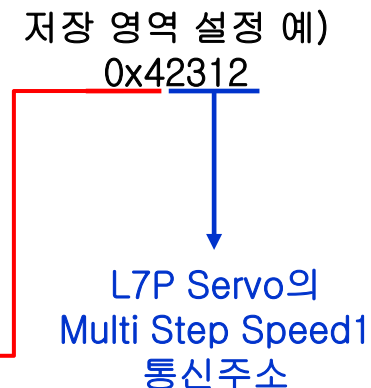 저장 영역 설정 예)
0x42312
L7P Servo의
Multi Step Speed1
통신주소